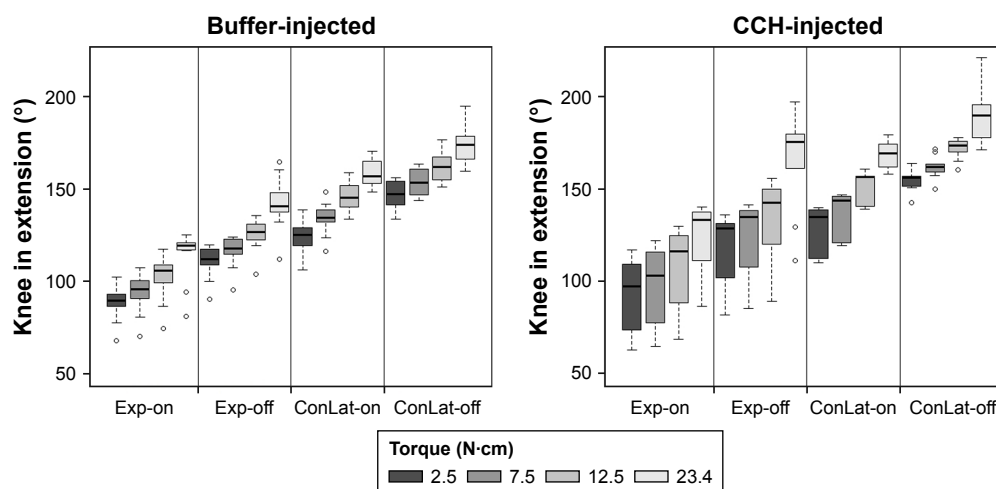 Buffer-injected
CCH-injected
Knee in extension (°)
200
150
100
50
Exp-on Exp-off ConLat-on ConLat-off
Knee in extension (°)
200
150
100
50
Exp-on Exp-off ConLat-on ConLat-off
Torque (N·cm)
2.5 7.5 12.5 23.4